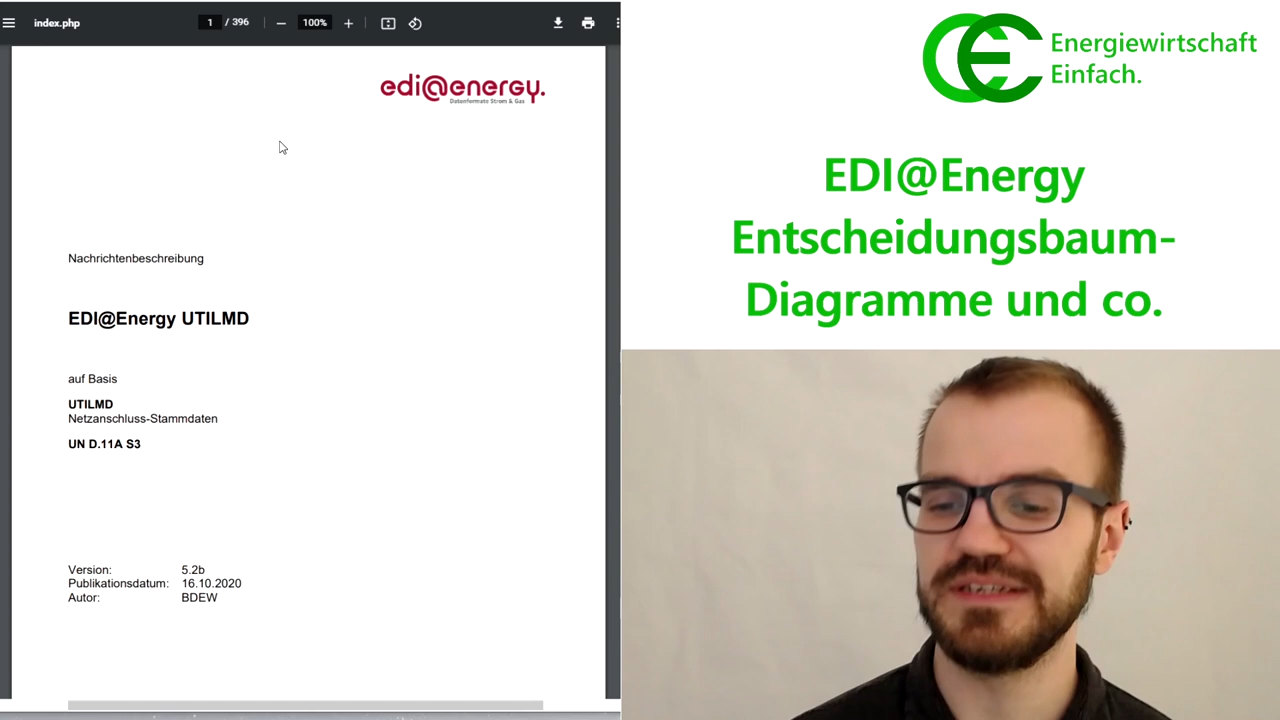 index.php
1 / 396
100%
edi@energy.
Datenformate Strom & Gas
Nachrichtenbeschreibung
EDI@Energy UTILMD
auf Basis
UTILMD
Netzanschluss-Stammdaten
UN D.11A S3
Version: 5.2b
Publikationsdatum: 16.10.2020
Autor: BDEW
Energiewirtschaft
Einfach.
EDI@Energy
Entscheidungsbaum-
Diagramme und co.